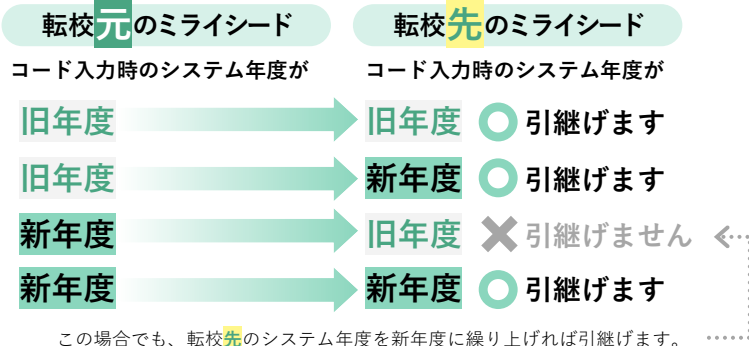 転校元のミライシード 転校先のミライシード
コード入力時のシステム年度が コード入力時のシステム年度が
旧年度 旧年度 引継げます
旧年度 新年度 引継げます
新年度 旧年度 引継げません
新年度 新年度 引継げます
この場合でも、転校先のシステム年度を新年度に繰り上げれば引継げます。